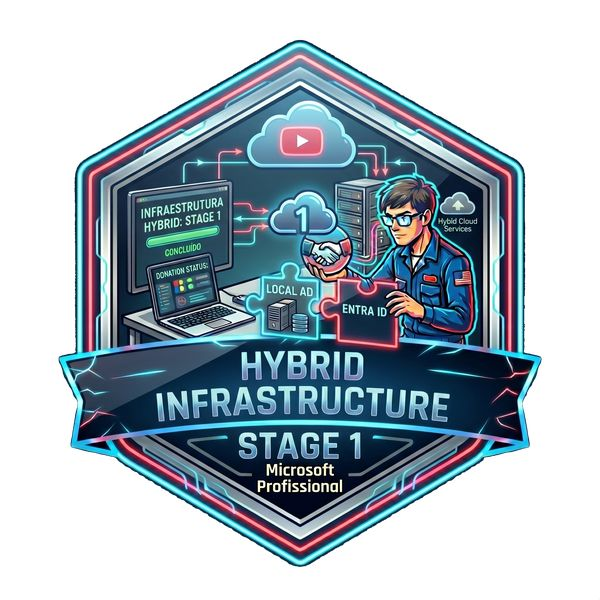 INFRAESTRUTURA
HYBRID: STAGE 1
CONCLUÍDO
DONATION STATUS:
1
Hybid Cloud
Services
LOCAL AD
ENTRA ID
HYBRID
INFRASTRUCTURE
STAGE 1
Microsoft
Profissional